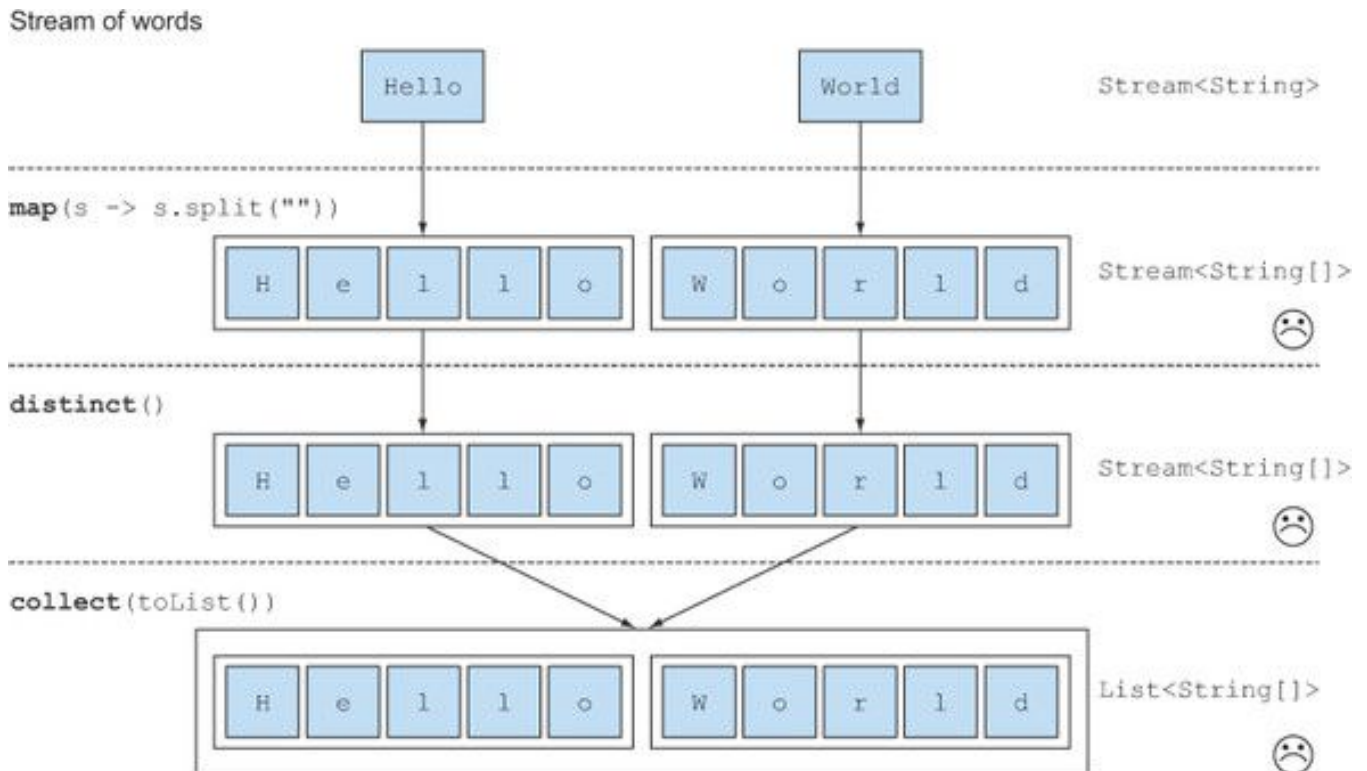 Stream of words
Hello World Stream<String>
map(s -> s.split(""))
H e l l o W o r l d Stream<String[]>
distinct()
H e l l o W o r l d Stream<String[]>
collect(toList())
H e l l o W o r l d List<String[]>